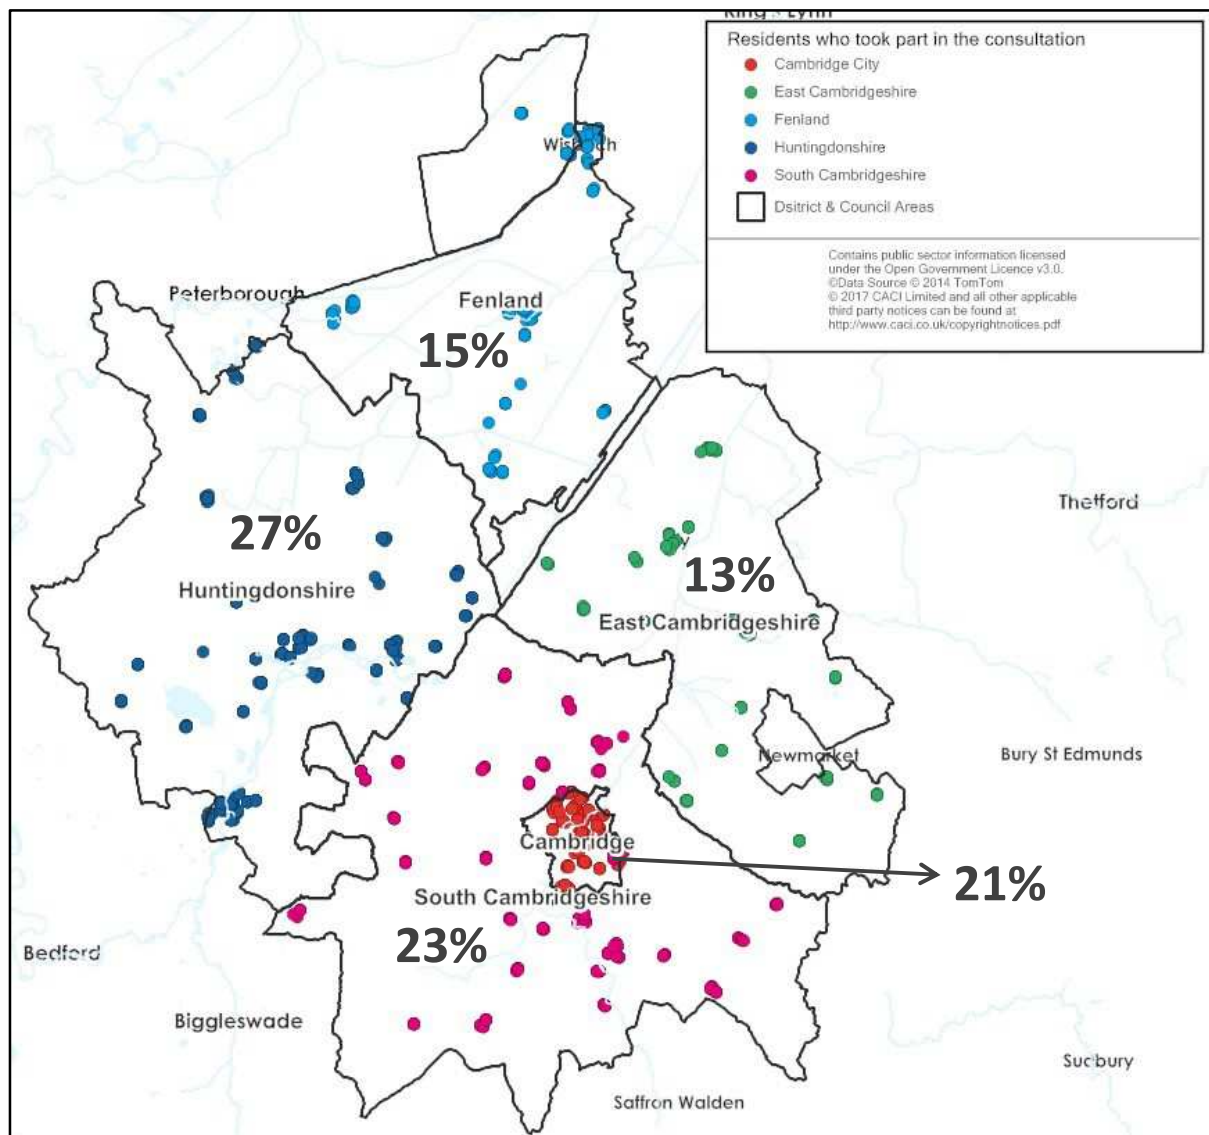 King's Lynn
Residents who took part in the consultation
Cambridge City
East Cambridgeshire
Fenland
Huntingdonshire
South Cambridgeshire
Dsitrict & Council Areas
Contains public sector information licensed
under the Open Government Licence v3.0.
©Data Source © 2014 TomTom
© 2017 CACI Limited and all other applicable
third party notices can be found at
http://www.caci.co.uk/copyrightnotices.pdf
Wisbech
Peterborough
Fenland
15%
Thetford
27%
Huntingdonshire
13%
East Cambridgeshire
Newmarket
Bury St Edmunds
Cambridge
21%
South Cambridgeshire
23%
Bedford
Biggleswade
Sudbury
Saffron Walden